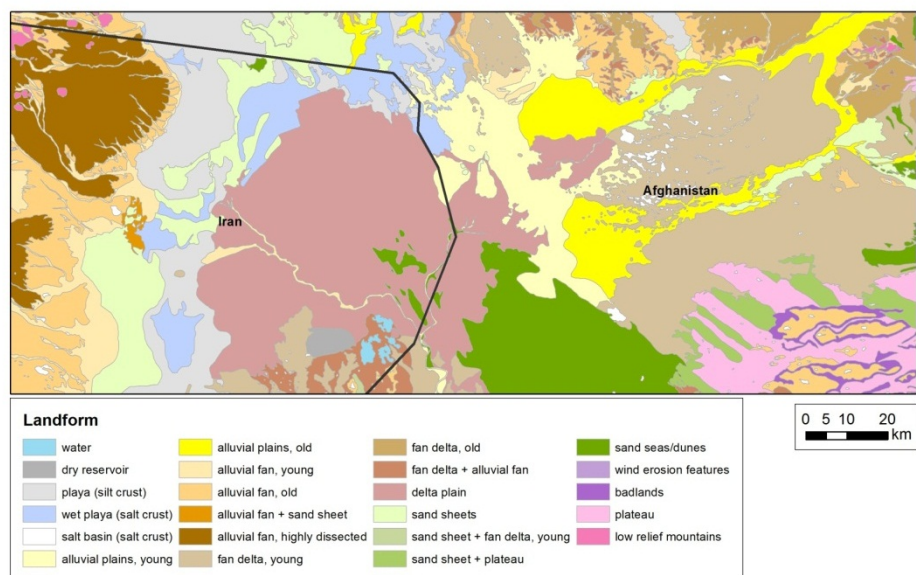 Iran
Afghanistan
Landform
water
dry reservoir
playa (silt crust)
wet playa (salt crust)
salt basin (salt crust)
alluvial plains, young
alluvial plains, old
alluvial fan, young
alluvial fan, old
alluvial fan + sand sheet
alluvial fan, highly dissected
fan delta, young
fan delta, old
fan delta + alluvial fan
delta plain
sand sheets
sand sheet + fan delta, young
sand sheet + plateau
sand seas/dunes
wind erosion features
badlands
plateau
low relief mountains
0 5 10 20
km